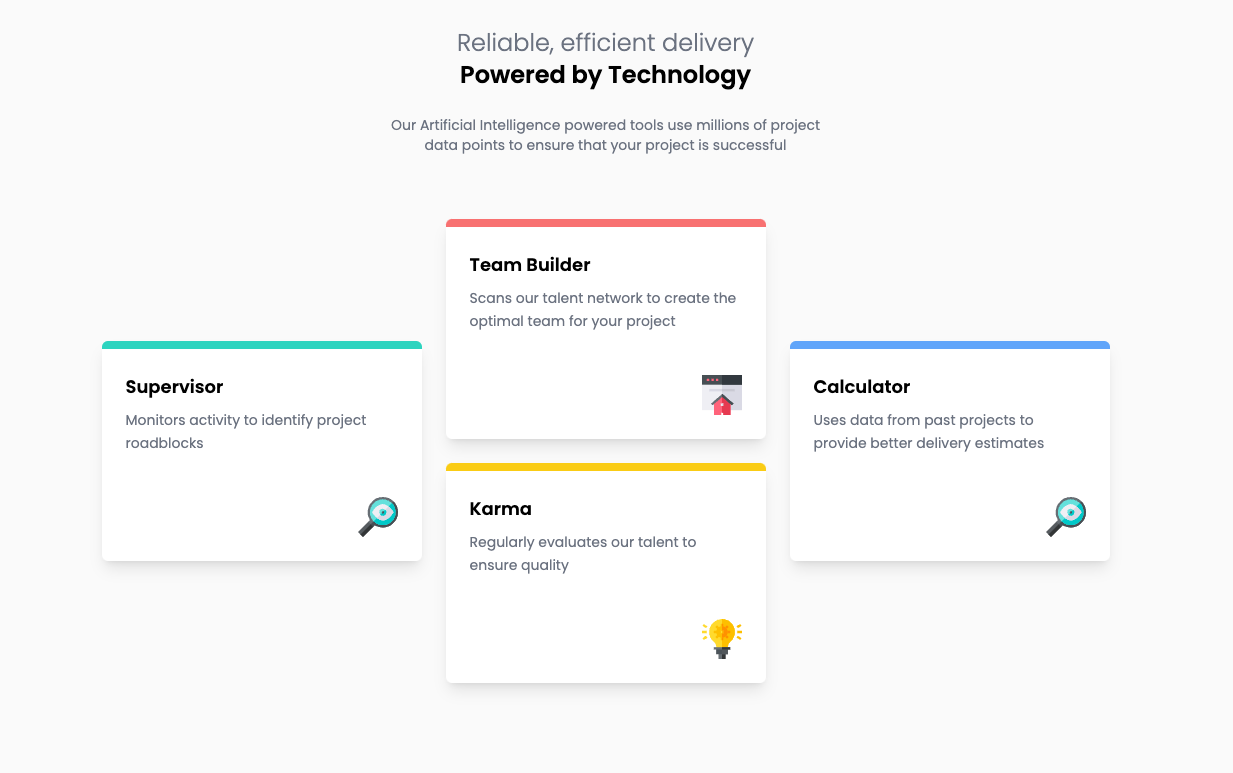 Reliable, efficient delivery
Powered by Technology
Our Artificial Intelligence powered tools use millions of project
data points to ensure that your project is successful
Supervisor
Monitors activity to identify project
roadblocks
Team Builder
Scans our talent network to create the
optimal team for your project
Karma
Regularly evaluates our talent to
ensure quality
Calculator
Uses data from past projects to
provide better delivery estimates